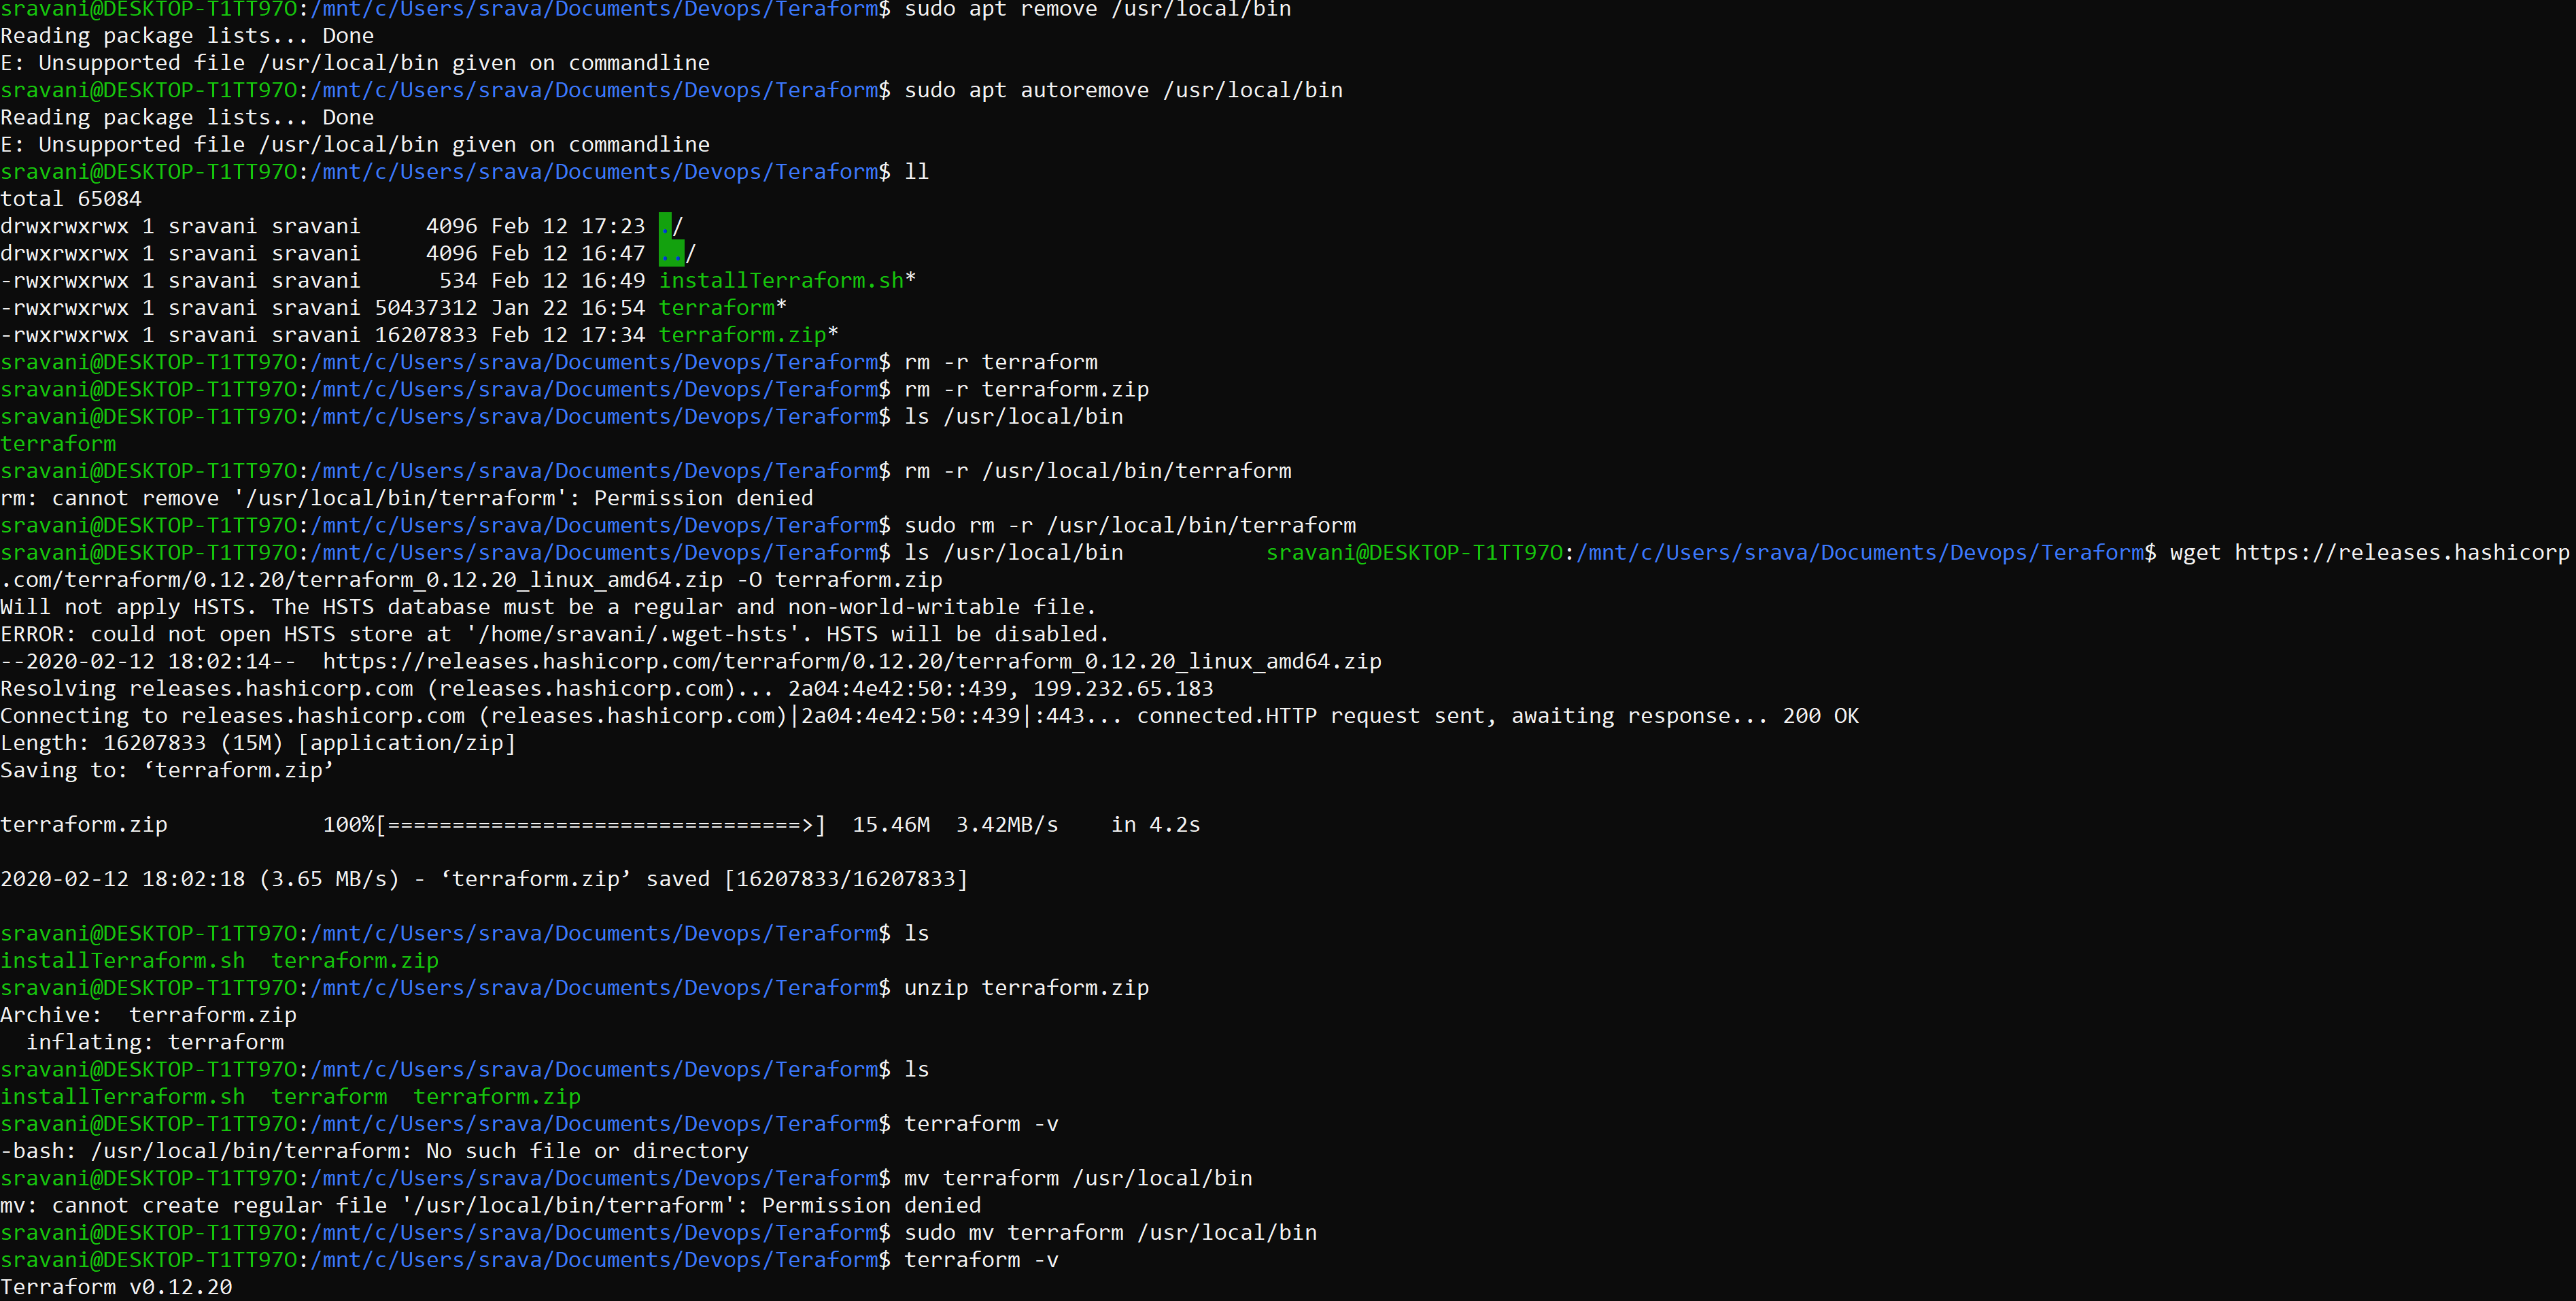 sravani@DESKTOP-T1TT97O:/mnt/c/Users/srava/Documents/Devops/Teraform$ sudo apt remove /usr/local/bin
Reading package lists... Done
E: Unsupported file /usr/local/bin given on commandline
sravani@DESKTOP-T1TT97O:/mnt/c/Users/srava/Documents/Devops/Teraform$ sudo apt autoremove /usr/local/bin
Reading package lists... Done
E: Unsupported file /usr/local/bin given on commandline
sravani@DESKTOP-T1TT97O:/mnt/c/Users/srava/Documents/Devops/Teraform$ ll
total 65084
drwxrwxrwx 1 sravani sravani     4096 Feb 12 17:23 ./
drwxrwxrwx 1 sravani sravani     4096 Feb 12 16:47 ../
-rwxrwxrwx 1 sravani sravani      534 Feb 12 16:49 installTerraform.sh*
-rwxrwxrwx 1 sravani sravani 50437312 Jan 22 16:54 terraform*
-rwxrwxrwx 1 sravani sravani 16207833 Feb 12 17:34 terraform.zip*
sravani@DESKTOP-T1TT97O:/mnt/c/Users/srava/Documents/Devops/Teraform$ rm -r terraform
sravani@DESKTOP-T1TT97O:/mnt/c/Users/srava/Documents/Devops/Teraform$ rm -r terraform.zip
sravani@DESKTOP-T1TT97O:/mnt/c/Users/srava/Documents/Devops/Teraform$ ls /usr/local/bin
terraform
sravani@DESKTOP-T1TT97O:/mnt/c/Users/srava/Documents/Devops/Teraform$ rm -r /usr/local/bin/terraform
rm: cannot remove '/usr/local/bin/terraform': Permission denied
sravani@DESKTOP-T1TT97O:/mnt/c/Users/srava/Documents/Devops/Teraform$ sudo rm -r /usr/local/bin/terraform
sravani@DESKTOP-T1TT97O:/mnt/c/Users/srava/Documents/Devops/Teraform$ ls /usr/local/bin           sravani@DESKTOP-T1TT97O:/mnt/c/Users/srava/Documents/Devops/Teraform$ wget https://releases.hashicorp
.com/terraform/0.12.20/terraform_0.12.20_linux_amd64.zip -O terraform.zip
Will not apply HSTS. The HSTS database must be a regular and non-world-writable file.
ERROR: could not open HSTS store at '/home/sravani/.wget-hsts'. HSTS will be disabled.
--2020-02-12 18:02:14--  https://releases.hashicorp.com/terraform/0.12.20/terraform_0.12.20_linux_amd64.zip
Resolving releases.hashicorp.com (releases.hashicorp.com)... 2a04:4e42:50::439, 199.232.65.183
Connecting to releases.hashicorp.com (releases.hashicorp.com)|2a04:4e42:50::439|:443... connected.HTTP request sent, awaiting response... 200 OK
Length: 16207833 (15M) [application/zip]
Saving to: ‘terraform.zip’
terraform.zip            100%[================================>]  15.46M  3.42MB/s    in 4.2s
2020-02-12 18:02:18 (3.65 MB/s) - ‘terraform.zip’ saved [16207833/16207833]
sravani@DESKTOP-T1TT97O:/mnt/c/Users/srava/Documents/Devops/Teraform$ ls
installTerraform.sh  terraform.zip
sravani@DESKTOP-T1TT97O:/mnt/c/Users/srava/Documents/Devops/Teraform$ unzip terraform.zip
Archive:  terraform.zip
  inflating: terraform
sravani@DESKTOP-T1TT97O:/mnt/c/Users/srava/Documents/Devops/Teraform$ ls
installTerraform.sh  terraform  terraform.zip
sravani@DESKTOP-T1TT97O:/mnt/c/Users/srava/Documents/Devops/Teraform$ terraform -v
-bash: /usr/local/bin/terraform: No such file or directory
sravani@DESKTOP-T1TT97O:/mnt/c/Users/srava/Documents/Devops/Teraform$ mv terraform /usr/local/bin
mv: cannot create regular file '/usr/local/bin/terraform': Permission denied
sravani@DESKTOP-T1TT97O:/mnt/c/Users/srava/Documents/Devops/Teraform$ sudo mv terraform /usr/local/bin
sravani@DESKTOP-T1TT97O:/mnt/c/Users/srava/Documents/Devops/Teraform$ terraform -v
Terraform v0.12.20